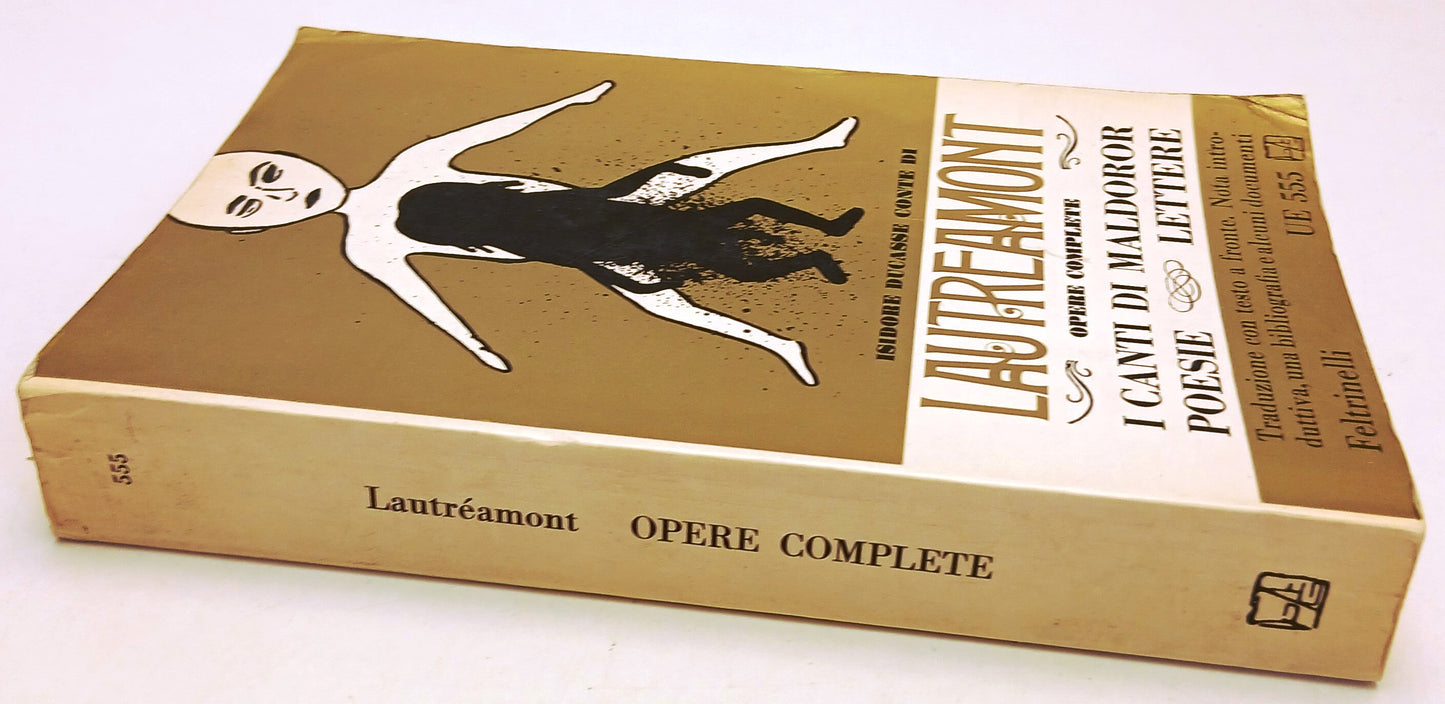 ISIDORE DUCASSE CONTE DI
LAUTREAMONT
OPERE COMPLETE
I CANTI DI MALDOROR
POESIE LETTERE
Traduzione con testo a fronte. Nota intro-
duttiva, una bibliografia e alcuni documenti
Feltrinelli UE 555
555
Lautréamont OPERE COMPLETE